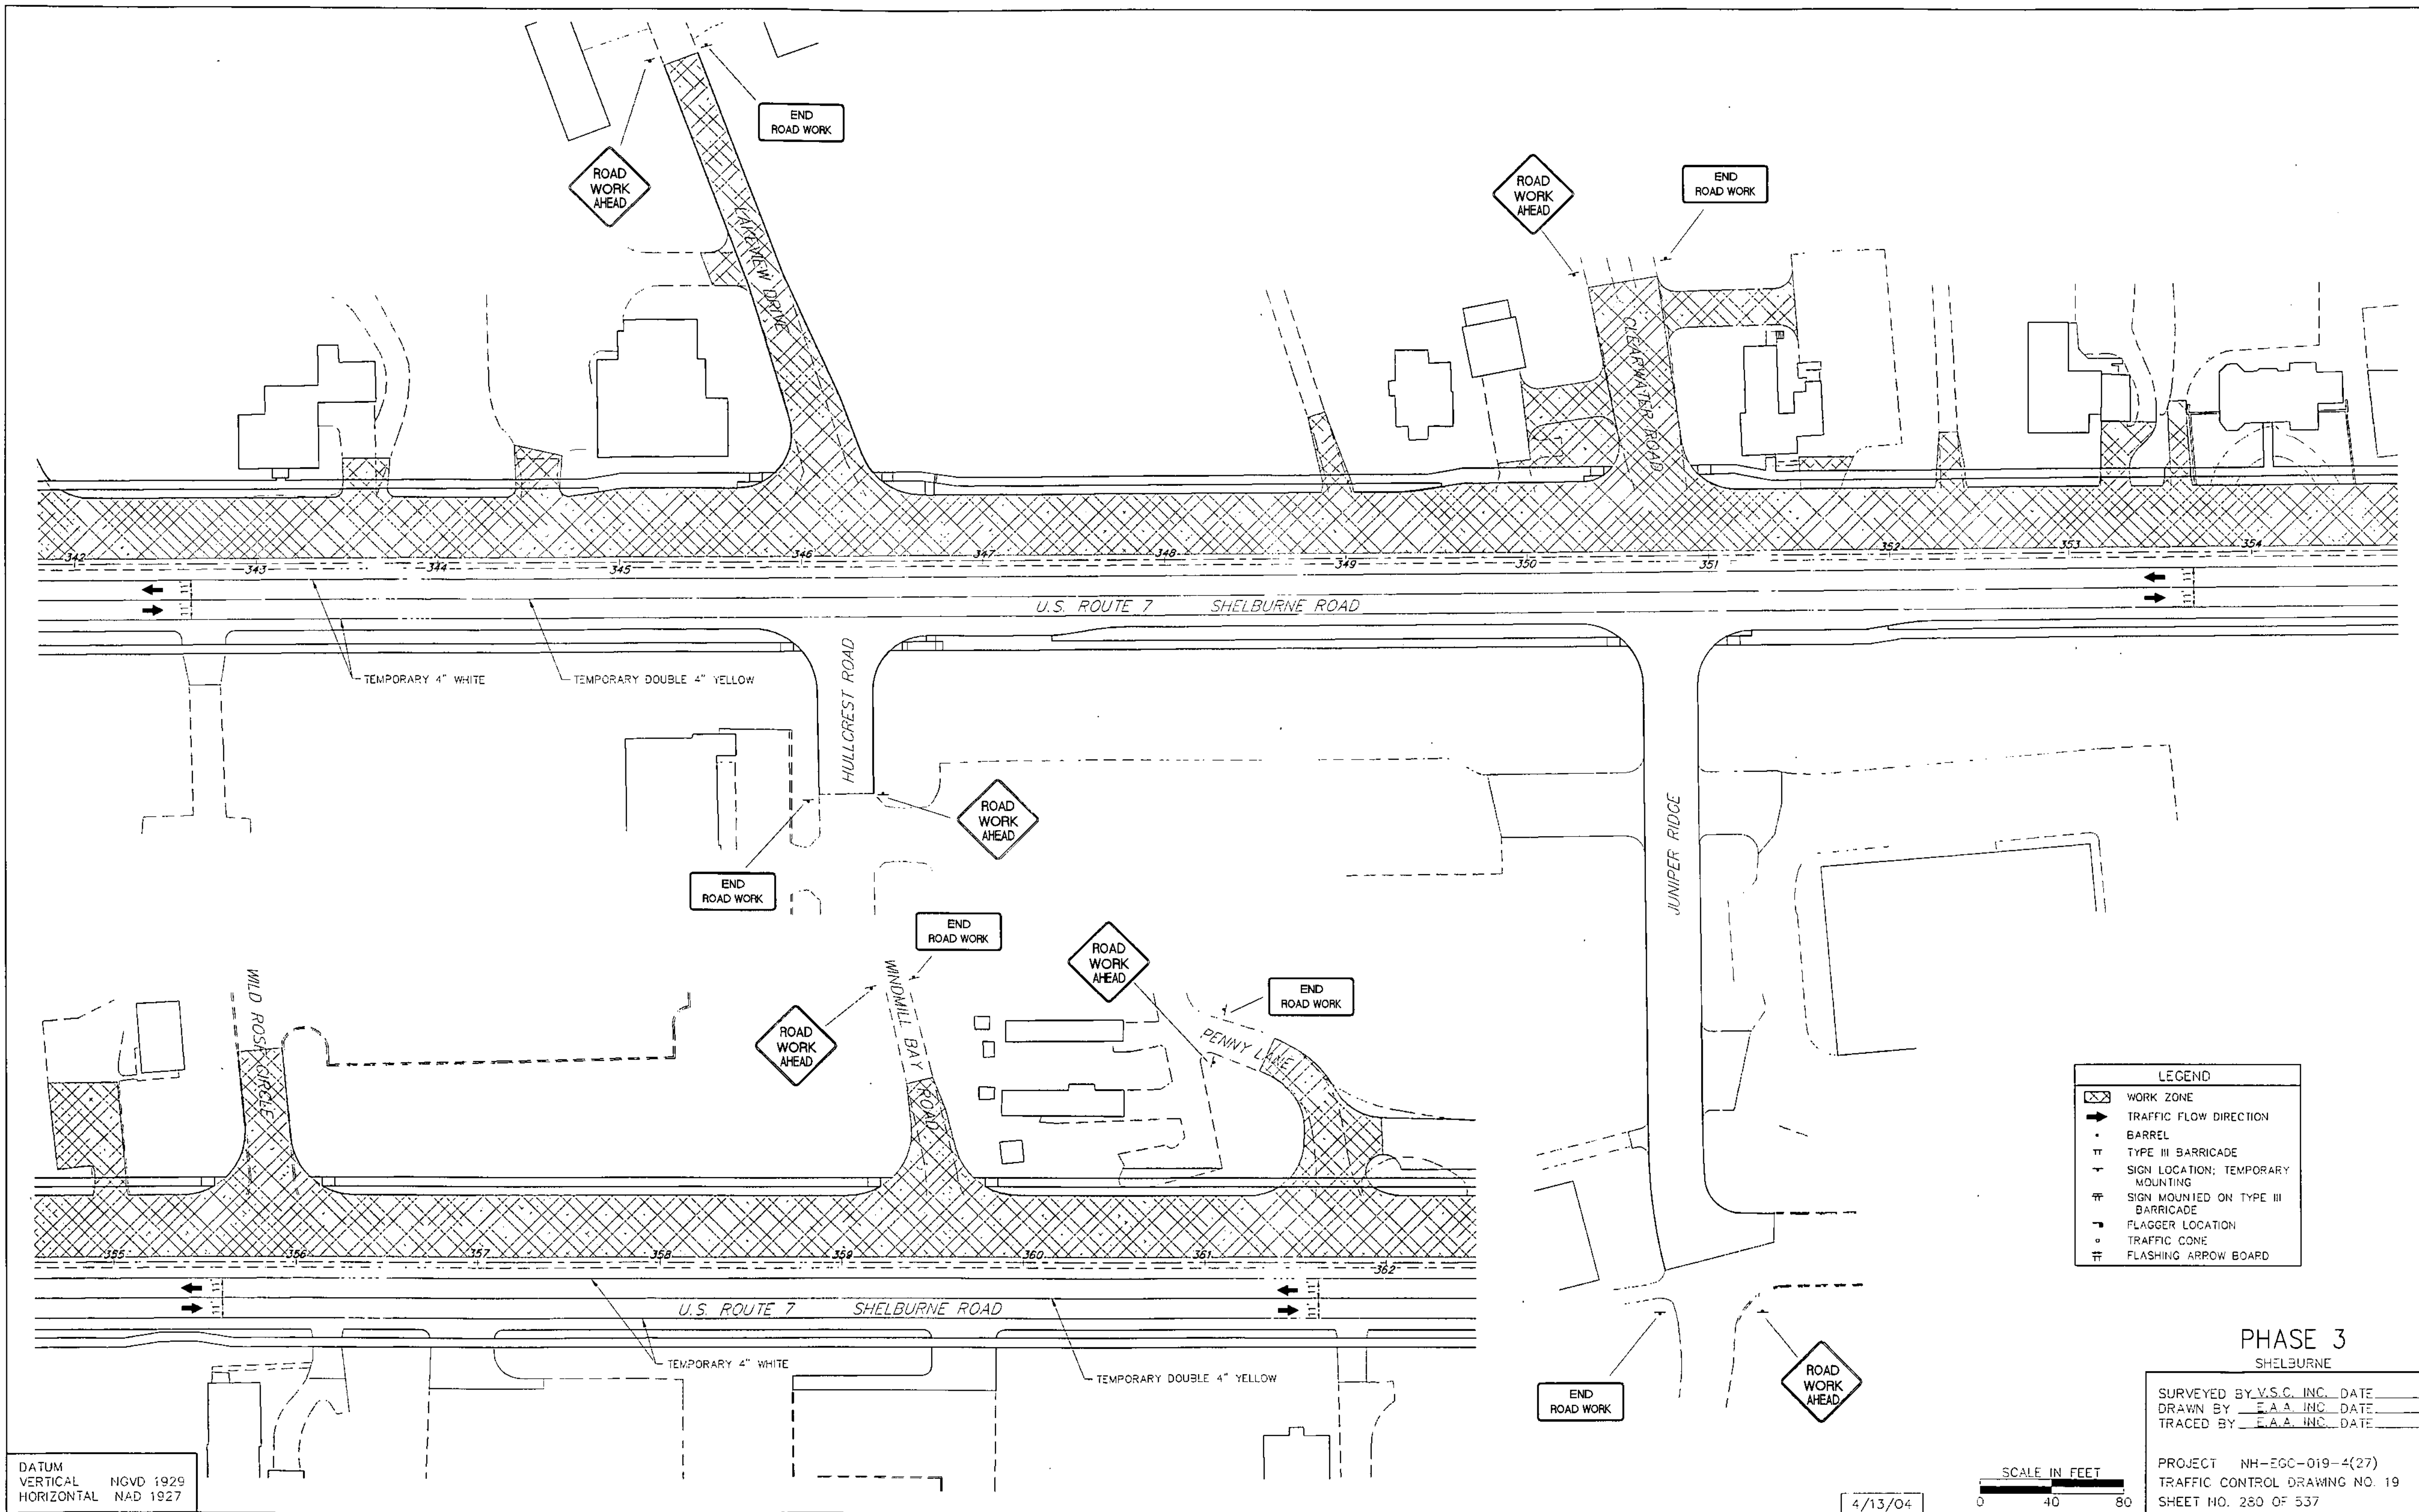 END
ROAD WORK
ROAD
WORK
AHEAD
LAKEVIEW DRIVE
ROAD
WORK
AHEAD
END
ROAD WORK
CLEARWATER ROAD
342
343
344
345
346
347
348
349
350
351
352
353
354
U.S. ROUTE 7 SHELBURNE ROAD
TEMPORARY 4" WHITE
TEMPORARY DOUBLE 4" YELLOW
HULLCREST ROAD
JUNIPER RIDGE
ROAD
WORK
AHEAD
END
ROAD WORK
END
ROAD WORK
ROAD
WORK
AHEAD
WILD ROSE CIRCLE
WINDMILL BAY ROAD
ROAD
WORK
AHEAD
END
ROAD WORK
PENNY LANE
355
356
357
358
359
360
361
362
U.S. ROUTE 7 SHELBURNE ROAD
TEMPORARY 4" WHITE
TEMPORARY DOUBLE 4" YELLOW
END
ROAD WORK
ROAD
WORK
AHEAD
LEGEND
WORK ZONE
TRAFFIC FLOW DIRECTION
BARREL
TYPE III BARRICADE
SIGN LOCATION; TEMPORARY
MOUNTING
SIGN MOUNTED ON TYPE III
BARRICADE
FLAGGER LOCATION
TRAFFIC CONE
FLASHING ARROW BOARD
PHASE 3
SHELBURNE
SURVEYED BY V.S.C. INC. DATE
DRAWN BY E.A.A. INC. DATE
TRACED BY E.A.A. INC. DATE
PROJECT NH-EGC-019-4(27)
TRAFFIC CONTROL DRAWING NO. 19
SHEET NO. 280 OF 537
SCALE IN FEET
0 40 80
4/13/04
DATUM
VERTICAL NGVD 1929
HORIZONTAL NAD 1927